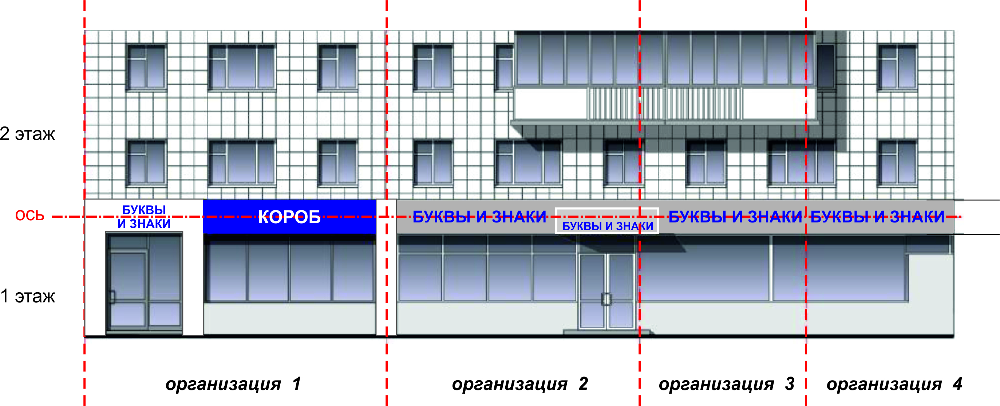 2 этаж
ось
БУКВЫ
И ЗНАКИ
КОРОБ
БУКВЫ И ЗНАКИ
БУКВЫ И ЗНАКИ
БУКВЫ И ЗНАКИ
БУКВЫ И ЗНАКИ
1 этаж
организация 1
организация 2
организация 3
организация 4